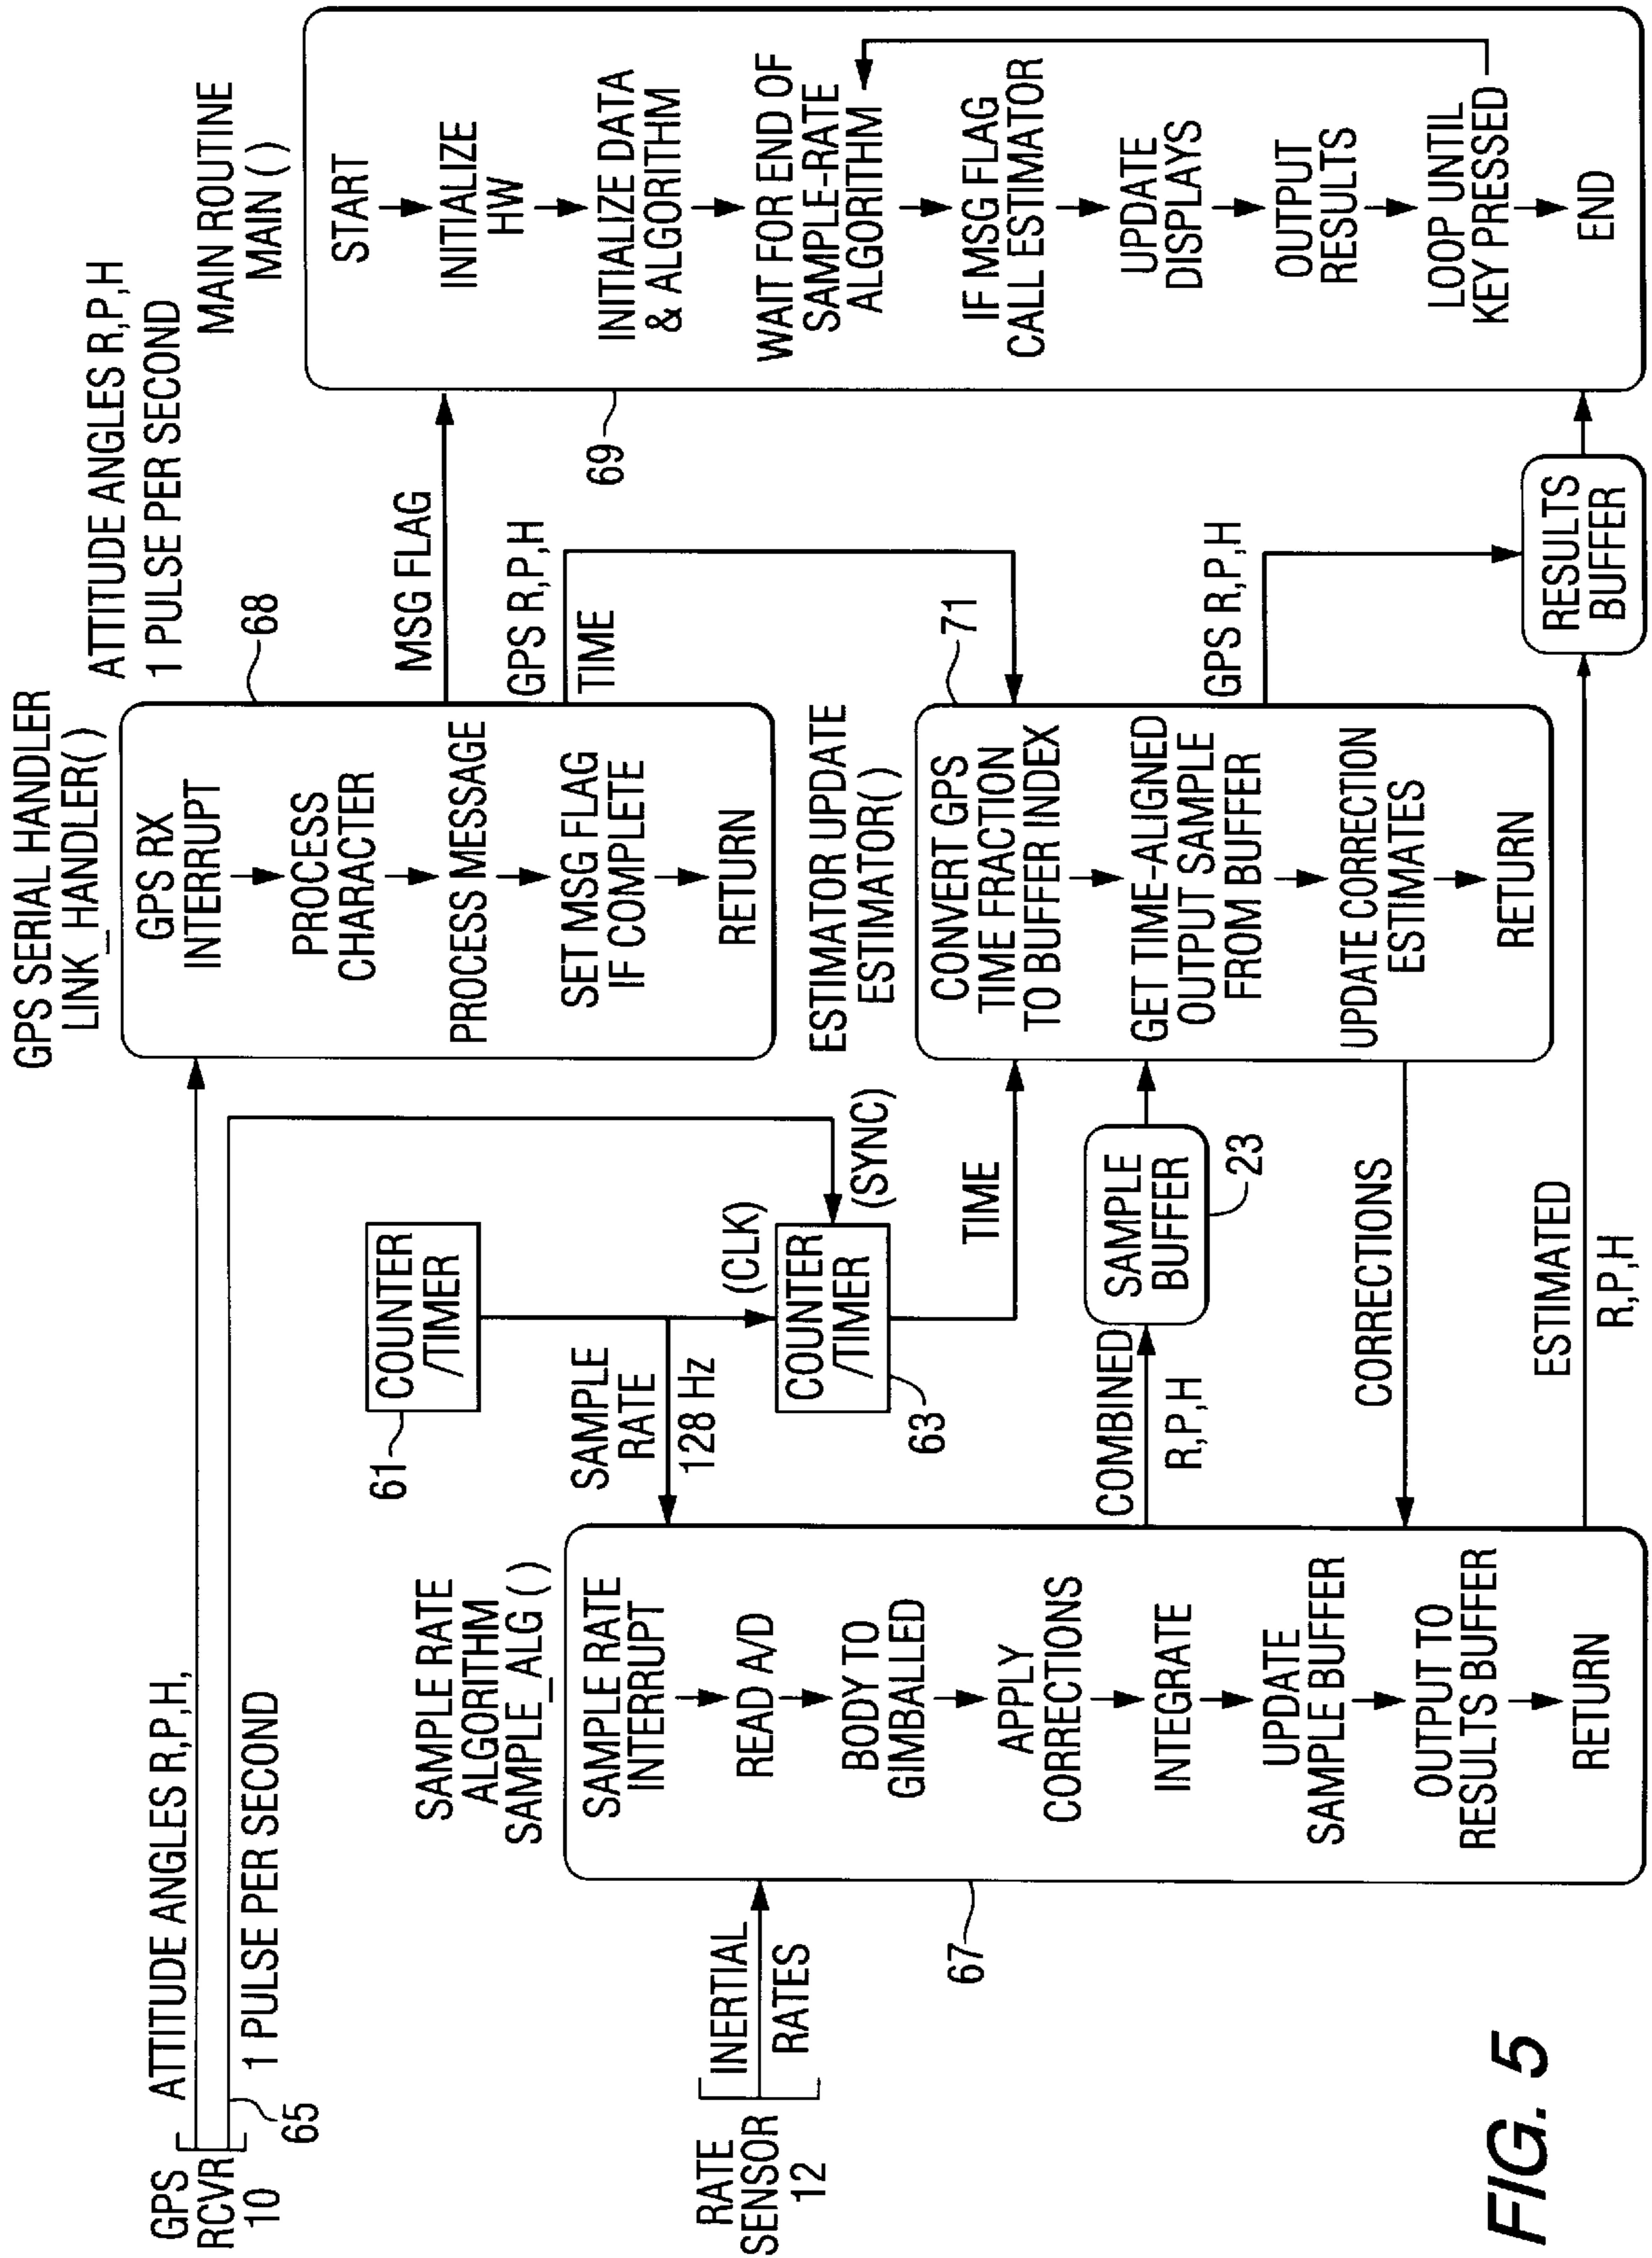 GPS
RCVR
10
65
ATTITUDE ANGLES R,P,H,
1 PULSE PER SECOND
RATE
SENSOR
12
INERTIAL
RATES
SAMPLE RATE
ALGORITHM
SAMPLE_ALG ( )
SAMPLE RATE
INTERRUPT
READ A/D
BODY TO
GIMBALLED
APPLY
CORRECTIONS
INTEGRATE
UPDATE
SAMPLE BUFFER
OUTPUT TO
RESULTS BUFFER
RETURN
67
61
COUNTER
/TIMER
SAMPLE
RATE
128 Hz
(CLK)
(SYNC)
COUNTER
/TIMER
63
TIME
COMBINED
R,P,H
SAMPLE
BUFFER
23
CORRECTIONS
ESTIMATED
R,P,H
GPS SERIAL HANDLER
LINK_HANDLER( )
GPS RX
INTERRUPT
PROCESS
CHARACTER
PROCESS MESSAGE
SET MSG FLAG
IF COMPLETE
RETURN
68
ATTITUDE ANGLES R,P,H
1 PULSE PER SECOND
MSG FLAG
GPS R,P,H
TIME
ESTIMATOR UPDATE
ESTIMATOR( )
CONVERT GPS
TIME FRACTION
TO BUFFER INDEX
GET TIME-ALIGNED
OUTPUT SAMPLE
FROM BUFFER
UPDATE CORRECTION
ESTIMATES
RETURN
71
GPS R,P,H
RESULTS
BUFFER
MAIN ROUTINE
MAIN ( )
START
INITIALIZE
HW
INITIALIZE DATA
& ALGORITHM
WAIT FOR END OF
SAMPLE-RATE
ALGORITHM
IF MSG FLAG
CALL ESTIMATOR
UPDATE
DISPLAYS
OUTPUT
RESULTS
LOOP UNTIL
KEY PRESSED
END
69
FIG. 5